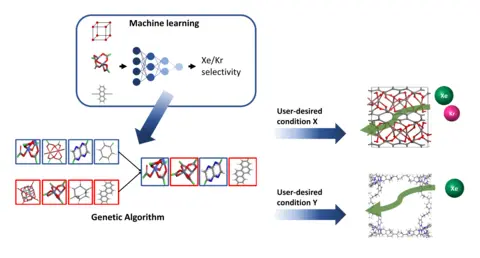 Machine learning
Xe/Kr
selectivity
User-desired
condition X
Xe
Kr
Genetic Algorithm
User-desired
condition Y
Xe